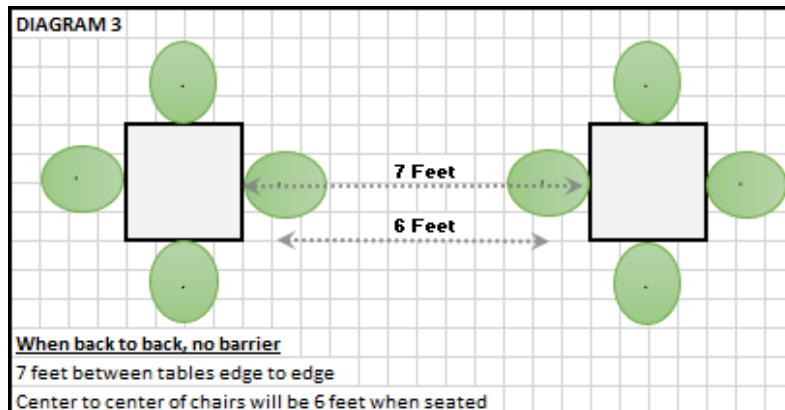 DIAGRAM 3
7 Feet
6 Feet
When back to back, no barrier
7 feet between tables edge to edge
Center to center of chairs will be 6 feet when seated